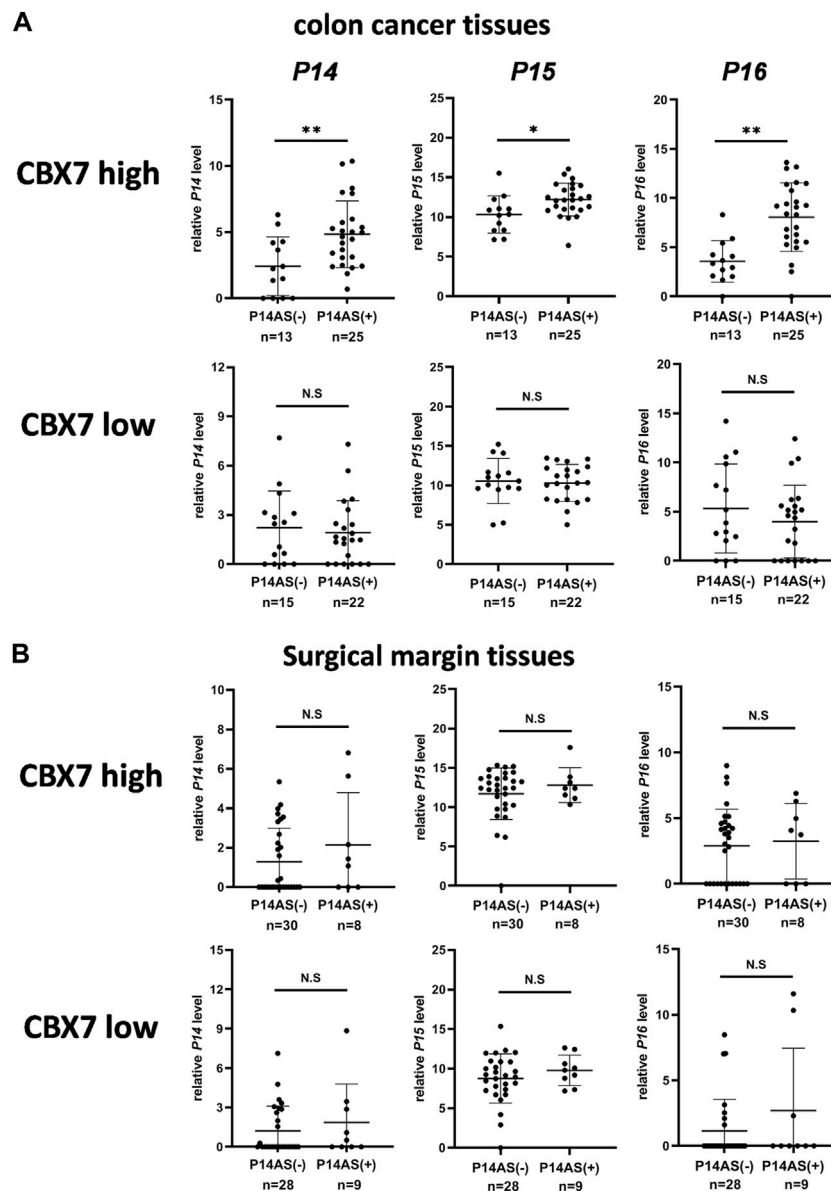 A
colon cancer tissues
P14
P15
P16
CBX7 high
relative P14 level
15
10
5
0
**
P14AS(-)
P14AS(+)
n=13
n=25
relative P15 level
25
20
15
10
5
0
*
P14AS(-)
P14AS(+)
n=13
n=25
relative P16 level
20
15
10
5
0
**
P14AS(-)
P14AS(+)
n=13
n=25
CBX7 low
relative P14 level
12
9
6
3
0
N.S
P14AS(-)
P14AS(+)
n=15
n=22
relative P15 level
25
20
15
10
5
0
N.S
P14AS(-)
P14AS(+)
n=15
n=22
relative P16 level
20
15
10
5
0
N.S
P14AS(-)
P14AS(+)
n=15
n=22
B
Surgical margin tissues
CBX7 high
relative P14 level
10
8
6
4
2
0
N.S
P14AS(-)
P14AS(+)
n=30
n=8
relative P15 level
25
20
15
10
5
0
N.S
P14AS(-)
P14AS(+)
n=30
n=8
relative P16 level
15
10
5
0
N.S
P14AS(-)
P14AS(+)
n=30
n=8
CBX7 low
relative P14 level
15
12
9
6
3
0
N.S
P14AS(-)
P14AS(+)
n=28
n=9
relative P15 level
25
20
15
10
5
0
N.S
P14AS(-)
P14AS(+)
n=28
n=9
relative P16 level
15
10
5
0
N.S
P14AS(-)
P14AS(+)
n=28
n=9